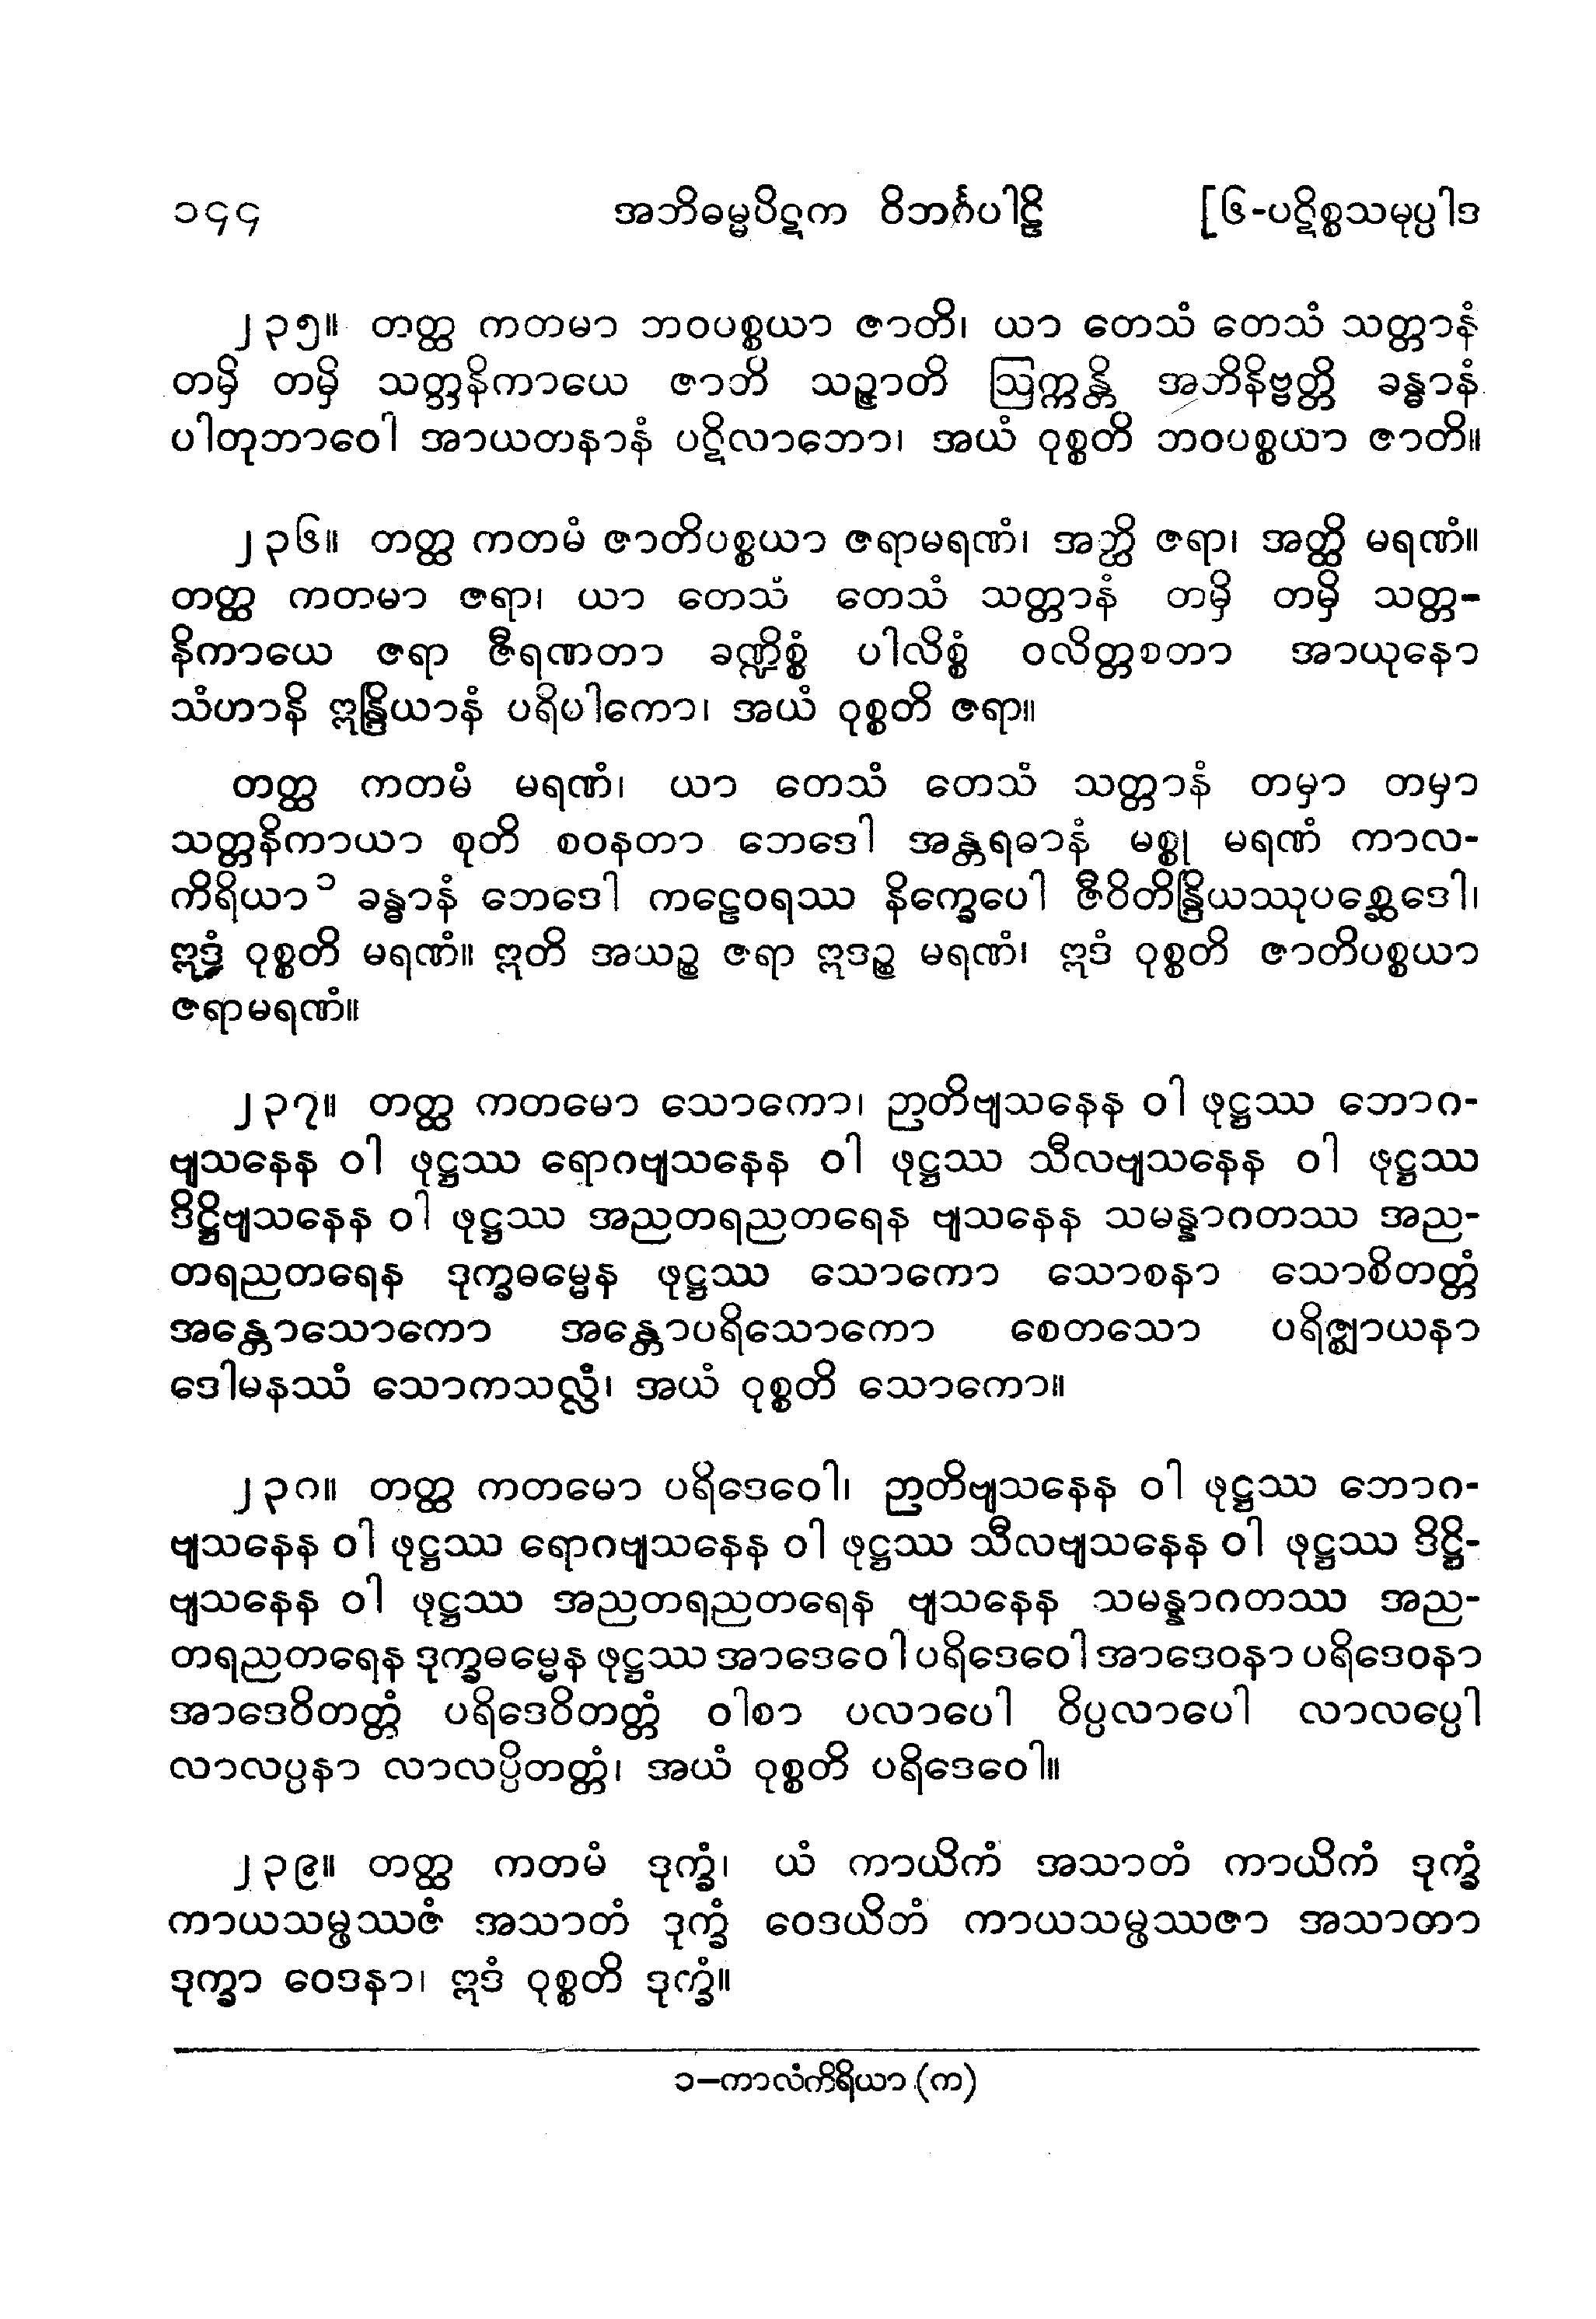 ၁၄၄ အဘိဓမ္မပိဋက ဝိဘင်္ဂပါဠိ [၆-ပဋိစ္စသမုပ္ပါဒ
၂၃၅။ တတ္ထ ကတမာ ဘဝပစ္စယာ ဇာတိ၊ ယာ တေသံ တေသံ သတ္တာနံ
တမှိ တမှိ သတ္တနိကာယေ ဇာတိ သဉ္ဇာတိ ဩက္ကန္တိ အဘိနိဗ္ဗတ္တိ ခန္ဓာနံ
ပါတုဘာဝေါ အာယတနာနံ ပဋိလာဘော၊ အယံ ဝုစ္စတိ ဘဝပစ္စယာ ဇာတိ။
၂၃၆။ တတ္ထ ကတမံ ဇာတိပစ္စယာ ဇရာမရဏံ၊ အတ္ထိ ဇရာ၊ အတ္ထိ မရဏံ။
တတ္ထ ကတမာ ဇရာ၊ ယာ တေသံ တေသံ သတ္တာနံ တမှိ တမှိ သတ္တ-
နိကာယေ ဇရာ ဇီရဏတာ ခဏ္ဍိစ္စံ ပါလိစ္စံ ဝလိတ္တစတာ အာယုနော
သံဟာနိ ဣန္ဒြိယာနံ ပရိပါကော၊ အယံ ဝုစ္စတိ ဇရာ။
တတ္ထ ကတမံ မရဏံ၊ ယာ တေသံ တေသံ သတ္တာနံ တမှာ တမှာ
သတ္တနိကာယာ စုတိ စဝနတာ ဘေဒေါ အန္တရဓာနံ မစ္စု မရဏံ ကာလ-
ကိရိယာ ၁ ခန္ဓာနံ ဘေဒေါ ကဠေဝရဿ နိက္ခေပေါ ဇီဝိတိန္ဒြိယဿုပစ္ဆေဒေါ၊
ဣဒံ ဝုစ္စတိ မရဏံ။ ဣတိ အယဉ္စ ဇရာ ဣဒဉ္စ မရဏံ၊ ဣဒံ ဝုစ္စတိ ဇာတိပစ္စယာ
ဇရာမရဏံ။
၂၃၇။ တတ္ထ ကတမော သောကော၊ ဉာတိဗျသနေန ဝါ ဖုဋ္ဌဿ ဘောဂ-
ဗျသနေန ဝါ ဖုဋ္ဌဿ ရောဂဗျသနေန ဝါ ဖုဋ္ဌဿ သီလဗျသနေန ဝါ ဖုဋ္ဌဿ
ဒိဋ္ဌိဗျသနေန ဝါ ဖုဋ္ဌဿ အညတရညတရေန ဗျသနေန သမန္နာဂတဿ အည-
တရညတရေန ဒုက္ခဓမ္မေန ဖုဋ္ဌဿ သောကော သောစနာ သောစိတတ္တံ
အန္တောသောကော အန္တောပရိသောကော စေတသော ပရိဇ္ဈာယနာ
ဒေါမနဿံ သောကသလ္လံ၊ အယံ ဝုစ္စတိ သောကော။
၂၃၈။ တတ္ထ ကတမော ပရိဒေဝေါ၊ ဉာတိဗျသနေန ဝါ ဖုဋ္ဌဿ ဘောဂ-
ဗျသနေန ဝါ ဖုဋ္ဌဿ ရောဂဗျသနေန ဝါ ဖုဋ္ဌဿ သီလဗျသနေန ဝါ ဖုဋ္ဌဿ ဒိဋ္ဌိ-
ဗျသနေန ဝါ ဖုဋ္ဌဿ အညတရညတရေန ဗျသနေန သမန္နာဂတဿ အည-
တရညတရေန ဒုက္ခဓမ္မေန ဖုဋ္ဌဿ အာဒေဝေါ ပရိဒေဝေါ အာဒေဝနာ ပရိဒေဝနာ
အာဒေဝိတတ္တံ ပရိဒေဝိတတ္တံ ဝါစာ ပလာပေါ ဝိပ္ပလာပေါ လာလပ္ပေါ
လာလပ္ပနာ လာလပ္ပိတတ္တံ၊ အယံ ဝုစ္စတိ ပရိဒေဝေါ။
၂၃၉။ တတ္ထ ကတမံ ဒုက္ခံ၊ ယံ ကာယိကံ အသာတံ ကာယိကံ ဒုက္ခံ
ကာယသမ္ဖဿဇံ အသာတံ ဒုက္ခံ ဝေဒယိတံ ကာယသမ္ဖဿဇာ အသာတာ
ဒုက္ခာ ဝေဒနာ၊ ဣဒံ ဝုစ္စတိ ဒုက္ခံ။
၁–ကာလံကိရိယာ (က)